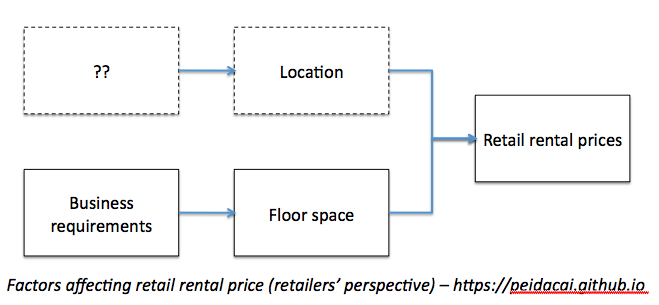 ??
Location
Retail rental prices
Business
requirements
Floor space
Factors affecting retail rental price (retailers’ perspective) – https://peidacai.github.io